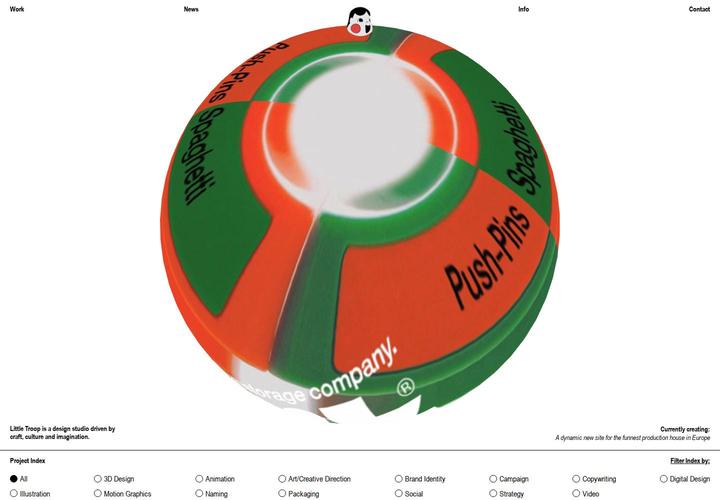 Work
News
Info
Contact
Push-Pins
Spaghetti
Spaghetti
Push-Pins
storage company.
®
Little Troop is a design studio driven by
craft, culture and imagination.
Currently creating:
A dynamic new site for the funnest production house in Europe
Project Index
Filter Index by:
All
3D Design
Animation
Art/Creative Direction
Brand Identity
Campaign
Copywriting
Digital Design
Illustration
Motion Graphics
Naming
Packaging
Social
Strategy
Video